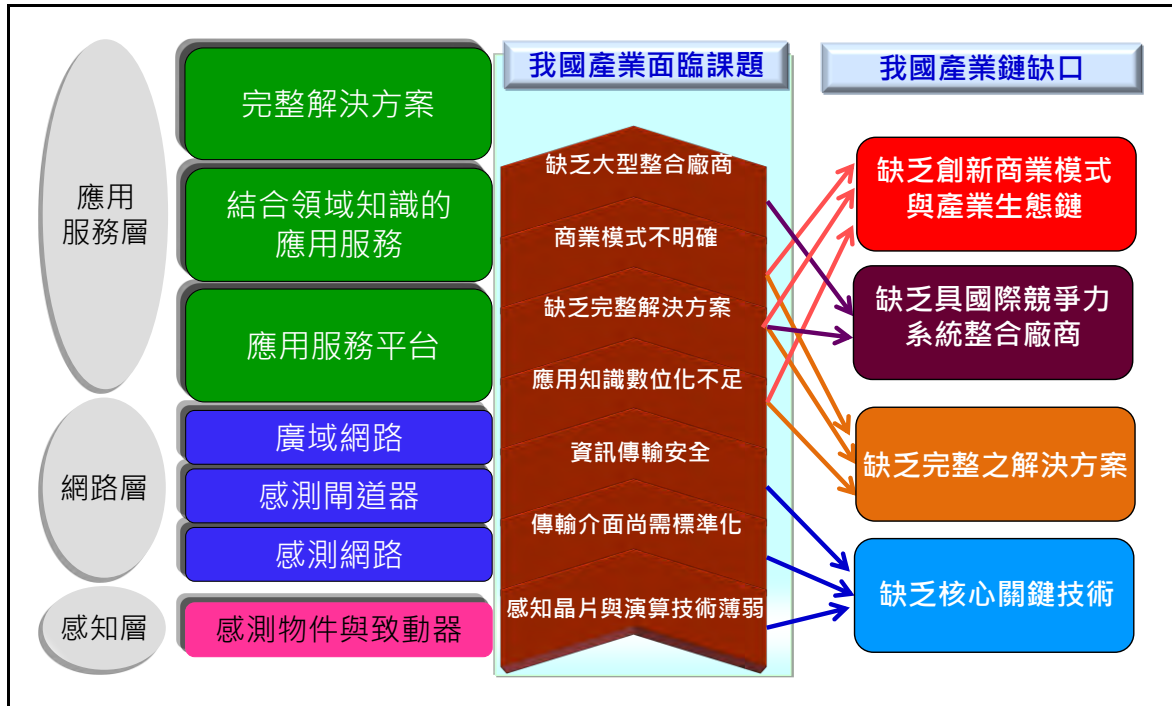 應用
服務層
網路層
感知層
完整解決方案
結合領域知識的
應用服務
應用服務平台
廣域網路
感測閘道器
感測網路
感測物件與致動器
我國產業面臨課題
缺乏大型整合廠商
商業模式不明確
缺乏完整解決方案
應用知識數位化不足
資訊傳輸安全
傳輸介面尚需標準化
感知晶片與演算技術薄弱
我國產業鏈缺口
缺乏創新商業模式
與產業生態鏈
缺乏具國際競爭力
系統整合廠商
缺乏完整之解決方案
缺乏核心關鍵技術